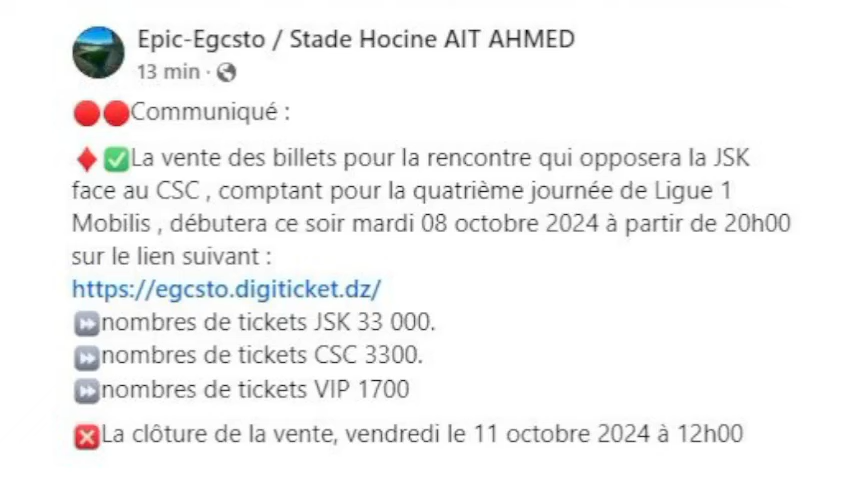 Epic-Egcsto / Stade Hocine AIT AHMED
13 min ·
🔴🔴Communiqué :
♦️✅La vente des billets pour la rencontre qui opposera la JSK
face au CSC , comptant pour la quatrième journée de Ligue 1
Mobilis , débutera ce soir mardi 08 octobre 2024 à partir de 20h00
sur le lien suivant :
https://egcsto.digiticket.dz/
⏩nombres de tickets JSK 33 000.
⏩nombres de tickets CSC 3300.
⏩nombres de tickets VIP 1700
❎La clôture de la vente, vendredi le 11 octobre 2024 à 12h00